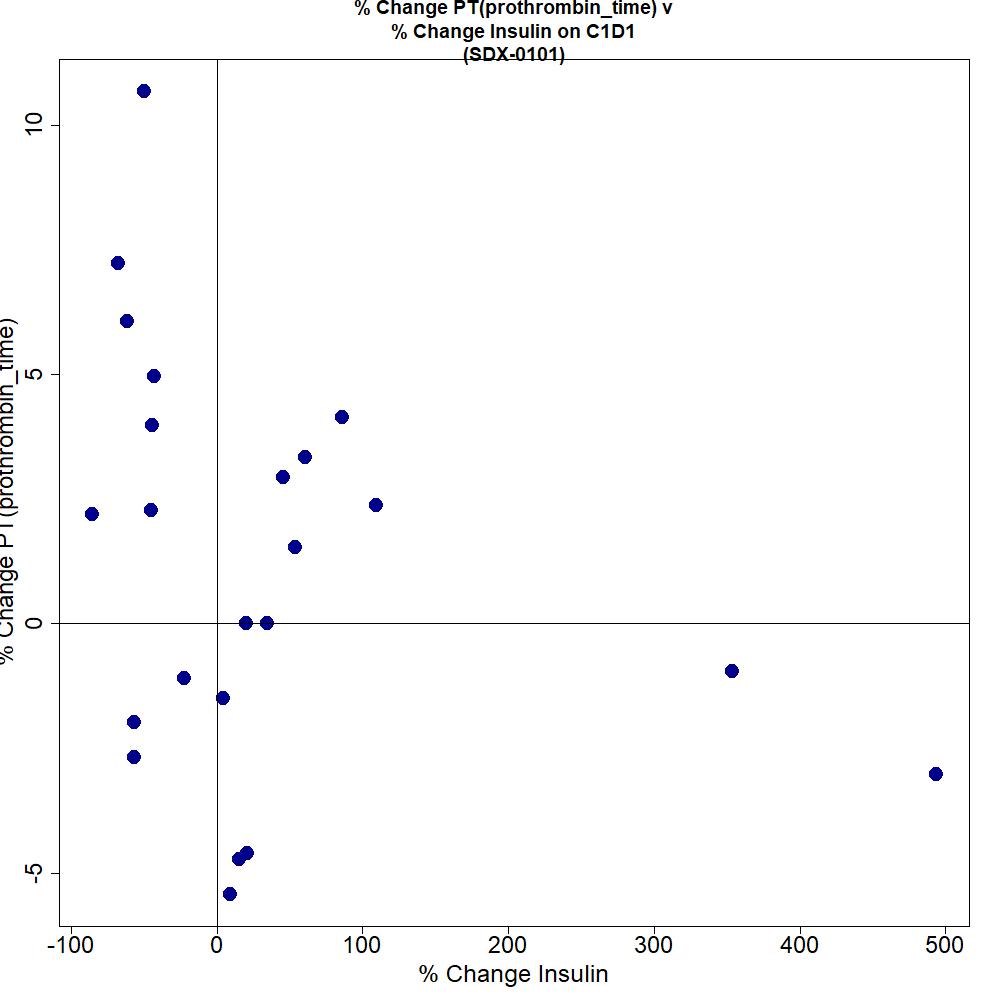 % Change PT(prothrombin_time) v
% Change Insulin on C1D1
(SDX-0101)
% Change PT(prothrombin_time)
10
5
0
-5
-100 0 100 200 300 400 500
% Change Insulin